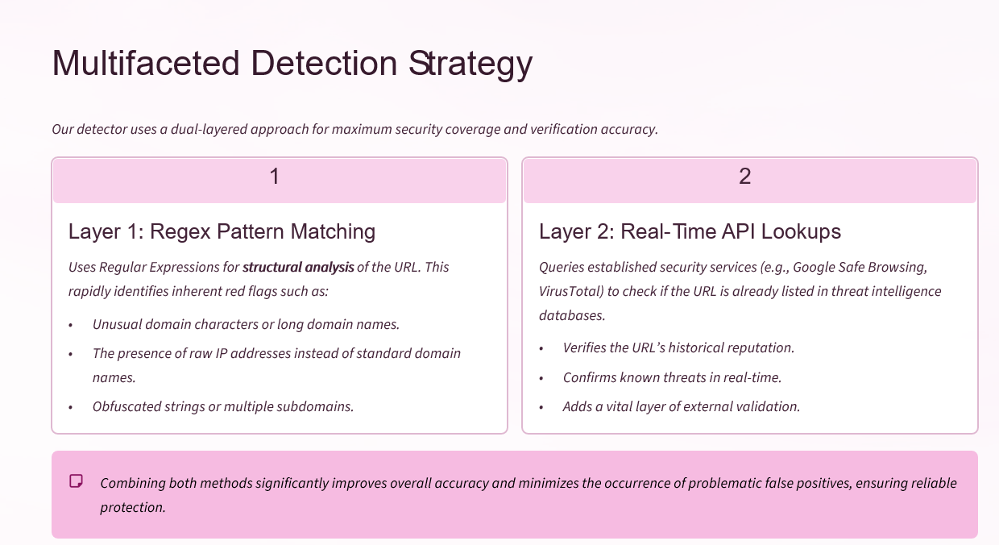 Multifaceted Detection Strategy
Our detector uses a dual-layered approach for maximum security coverage and verification accuracy.
1
Layer 1: Regex Pattern Matching
Uses Regular Expressions for structural analysis of the URL. This
rapidly identifies inherent red flags such as:
• Unusual domain characters or long domain names.
• The presence of raw IP addresses instead of standard domain
names.
• Obfuscated strings or multiple subdomains.
2
Layer 2: Real-Time API Lookups
Queries established security services (e.g., Google Safe Browsing,
VirusTotal) to check if the URL is already listed in threat intelligence
databases.
• Verifies the URL’s historical reputation.
• Confirms known threats in real-time.
• Adds a vital layer of external validation.
Combining both methods significantly improves overall accuracy and minimizes the occurrence of problematic false positives, ensuring reliable
protection.